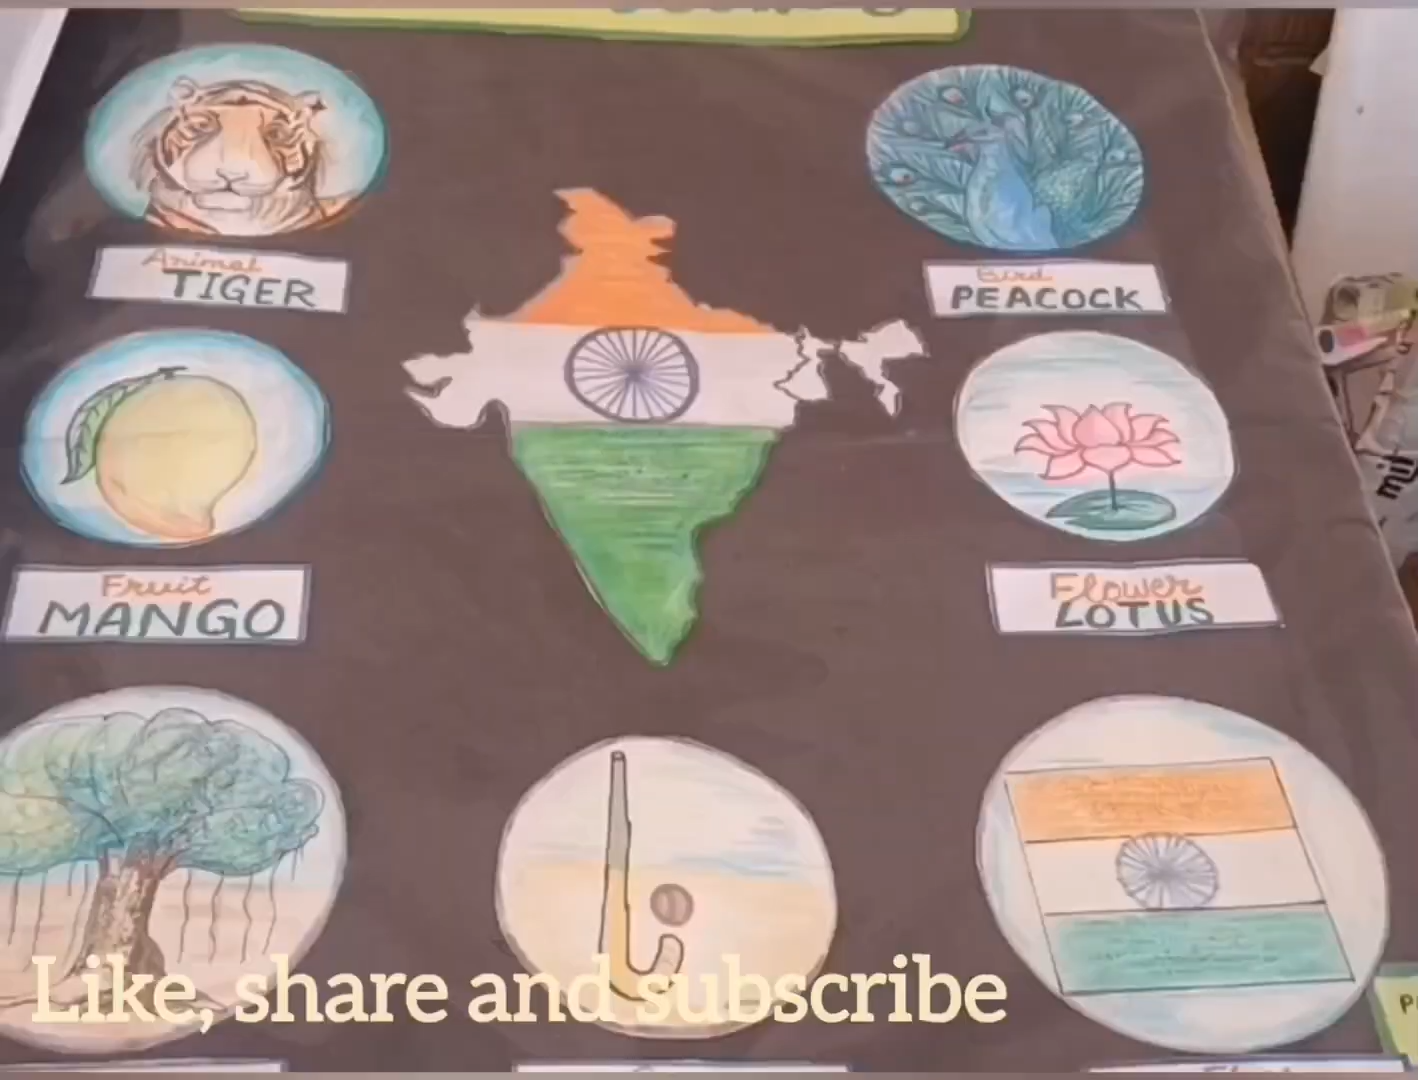 Animal
TIGER
Bird
PEACOCK
Fruit
MANGO
Flower
LOTUS
Like, share and subscribe